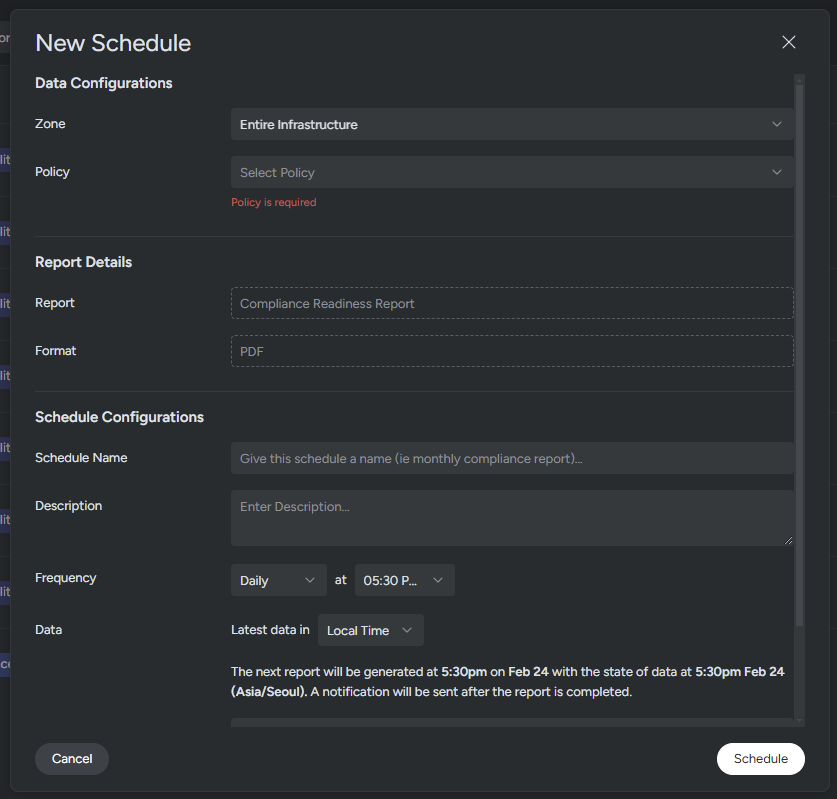 New Schedule
Data Configurations
Zone
Entire Infrastructure
Policy
Select Policy
Policy is required
Report Details
Report
Compliance Readiness Report
Format
PDF
Schedule Configurations
Schedule Name
Give this schedule a name (ie monthly compliance report)...
Description
Enter Description...
Frequency
Daily
at
05:30 P...
Data
Latest data in
Local Time
The next report will be generated at 5:30pm on Feb 24 with the state of data at 5:30pm Feb 24
(Asia/Seoul). A notification will be sent after the report is completed.
Cancel
Schedule